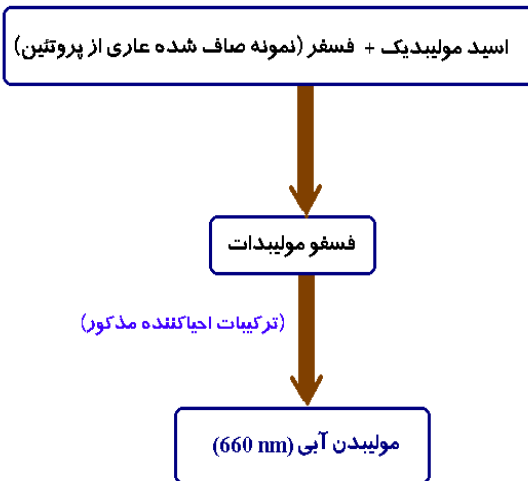 اسید مولیبدیک + فسفر (نمونه صاف شده عاری از پروتئین)
فسفو مولیبدات
(ترکیبات احیاکننده مذکور)
مولیبدن آبی (660 nm)